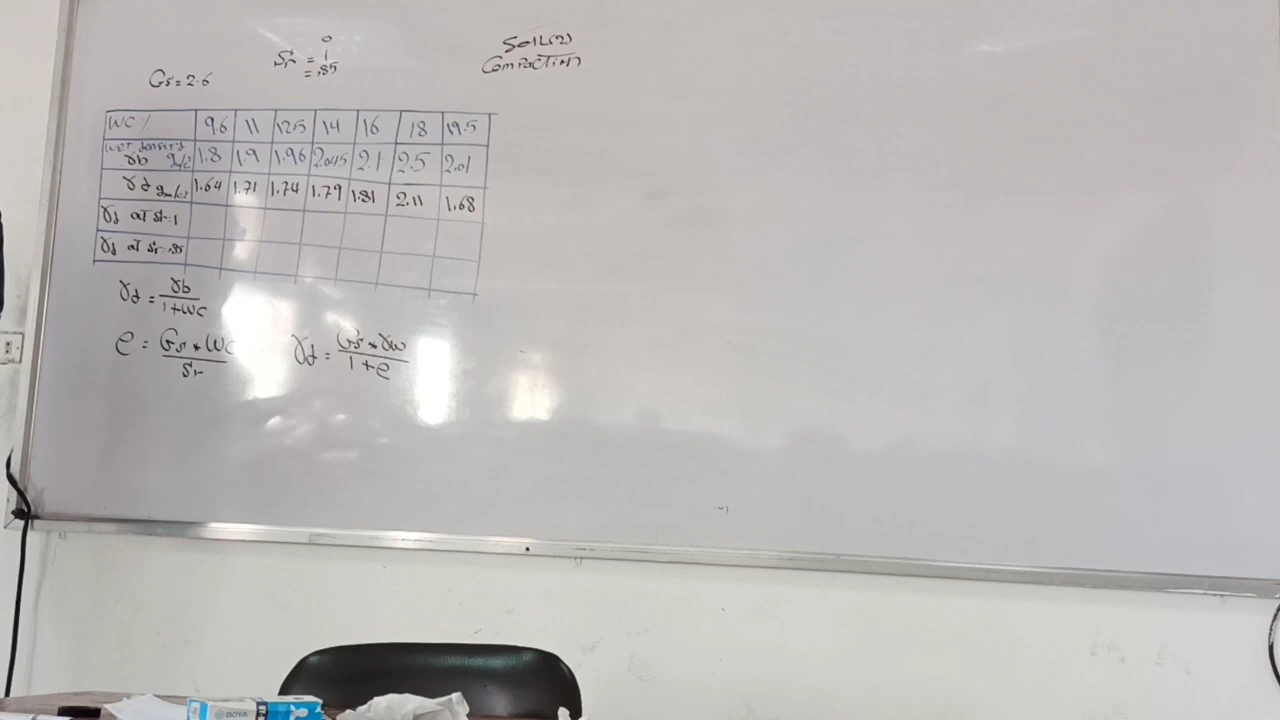 0
Sr = 1
= .85
Soil(2)
Compaction
Gs = 2.6
WC % 9.6 11 12.5 14 16 18 19.5
wet density
γb g/c3 1.8 1.9 1.96 2.045 2.1 2.5 2.01
γd gm/c3 1.64 1.71 1.74 1.79 1.81 2.11 1.68
γd at Sr=1
γd at Sr .85
γd = γb / 1+WC
e = Gs * WC / Sr γd = Gs * γw / 1+e
BOYA